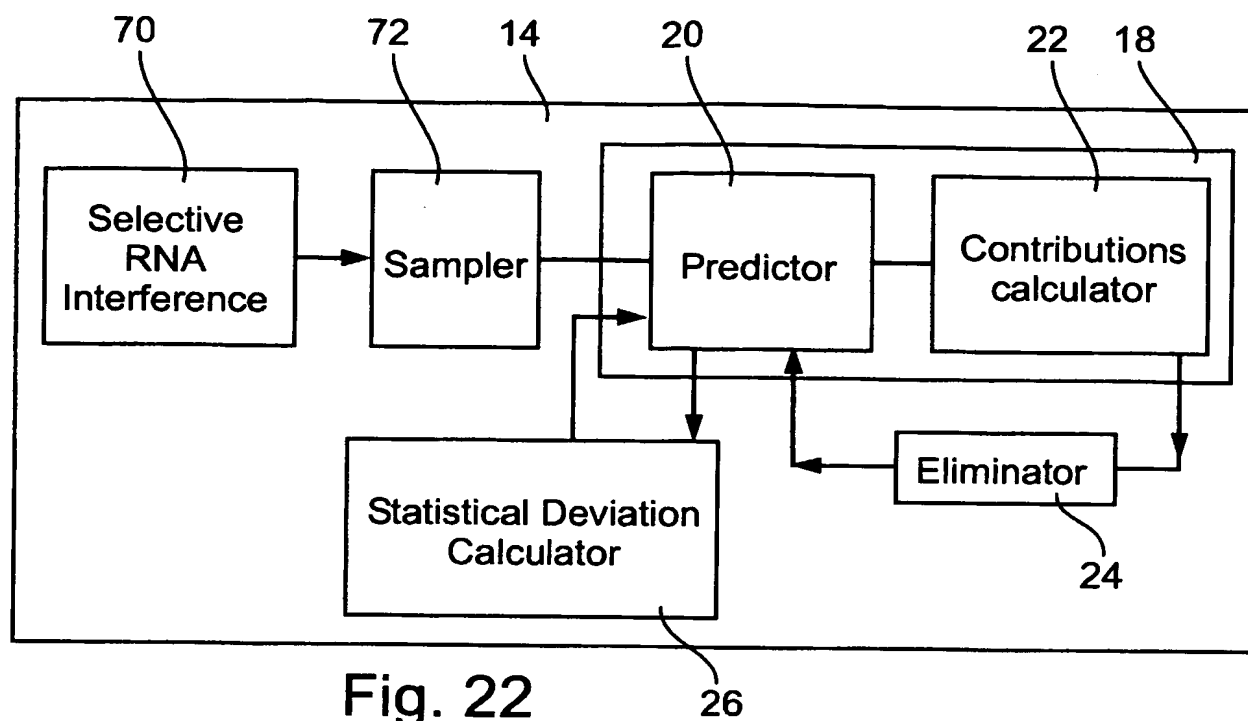 70
72
14
20
22
18
Selective
RNA
Interference
Sampler
Predictor
Contributions
calculator
Statistical Deviation
Calculator
Eliminator
24
26
Fig. 22